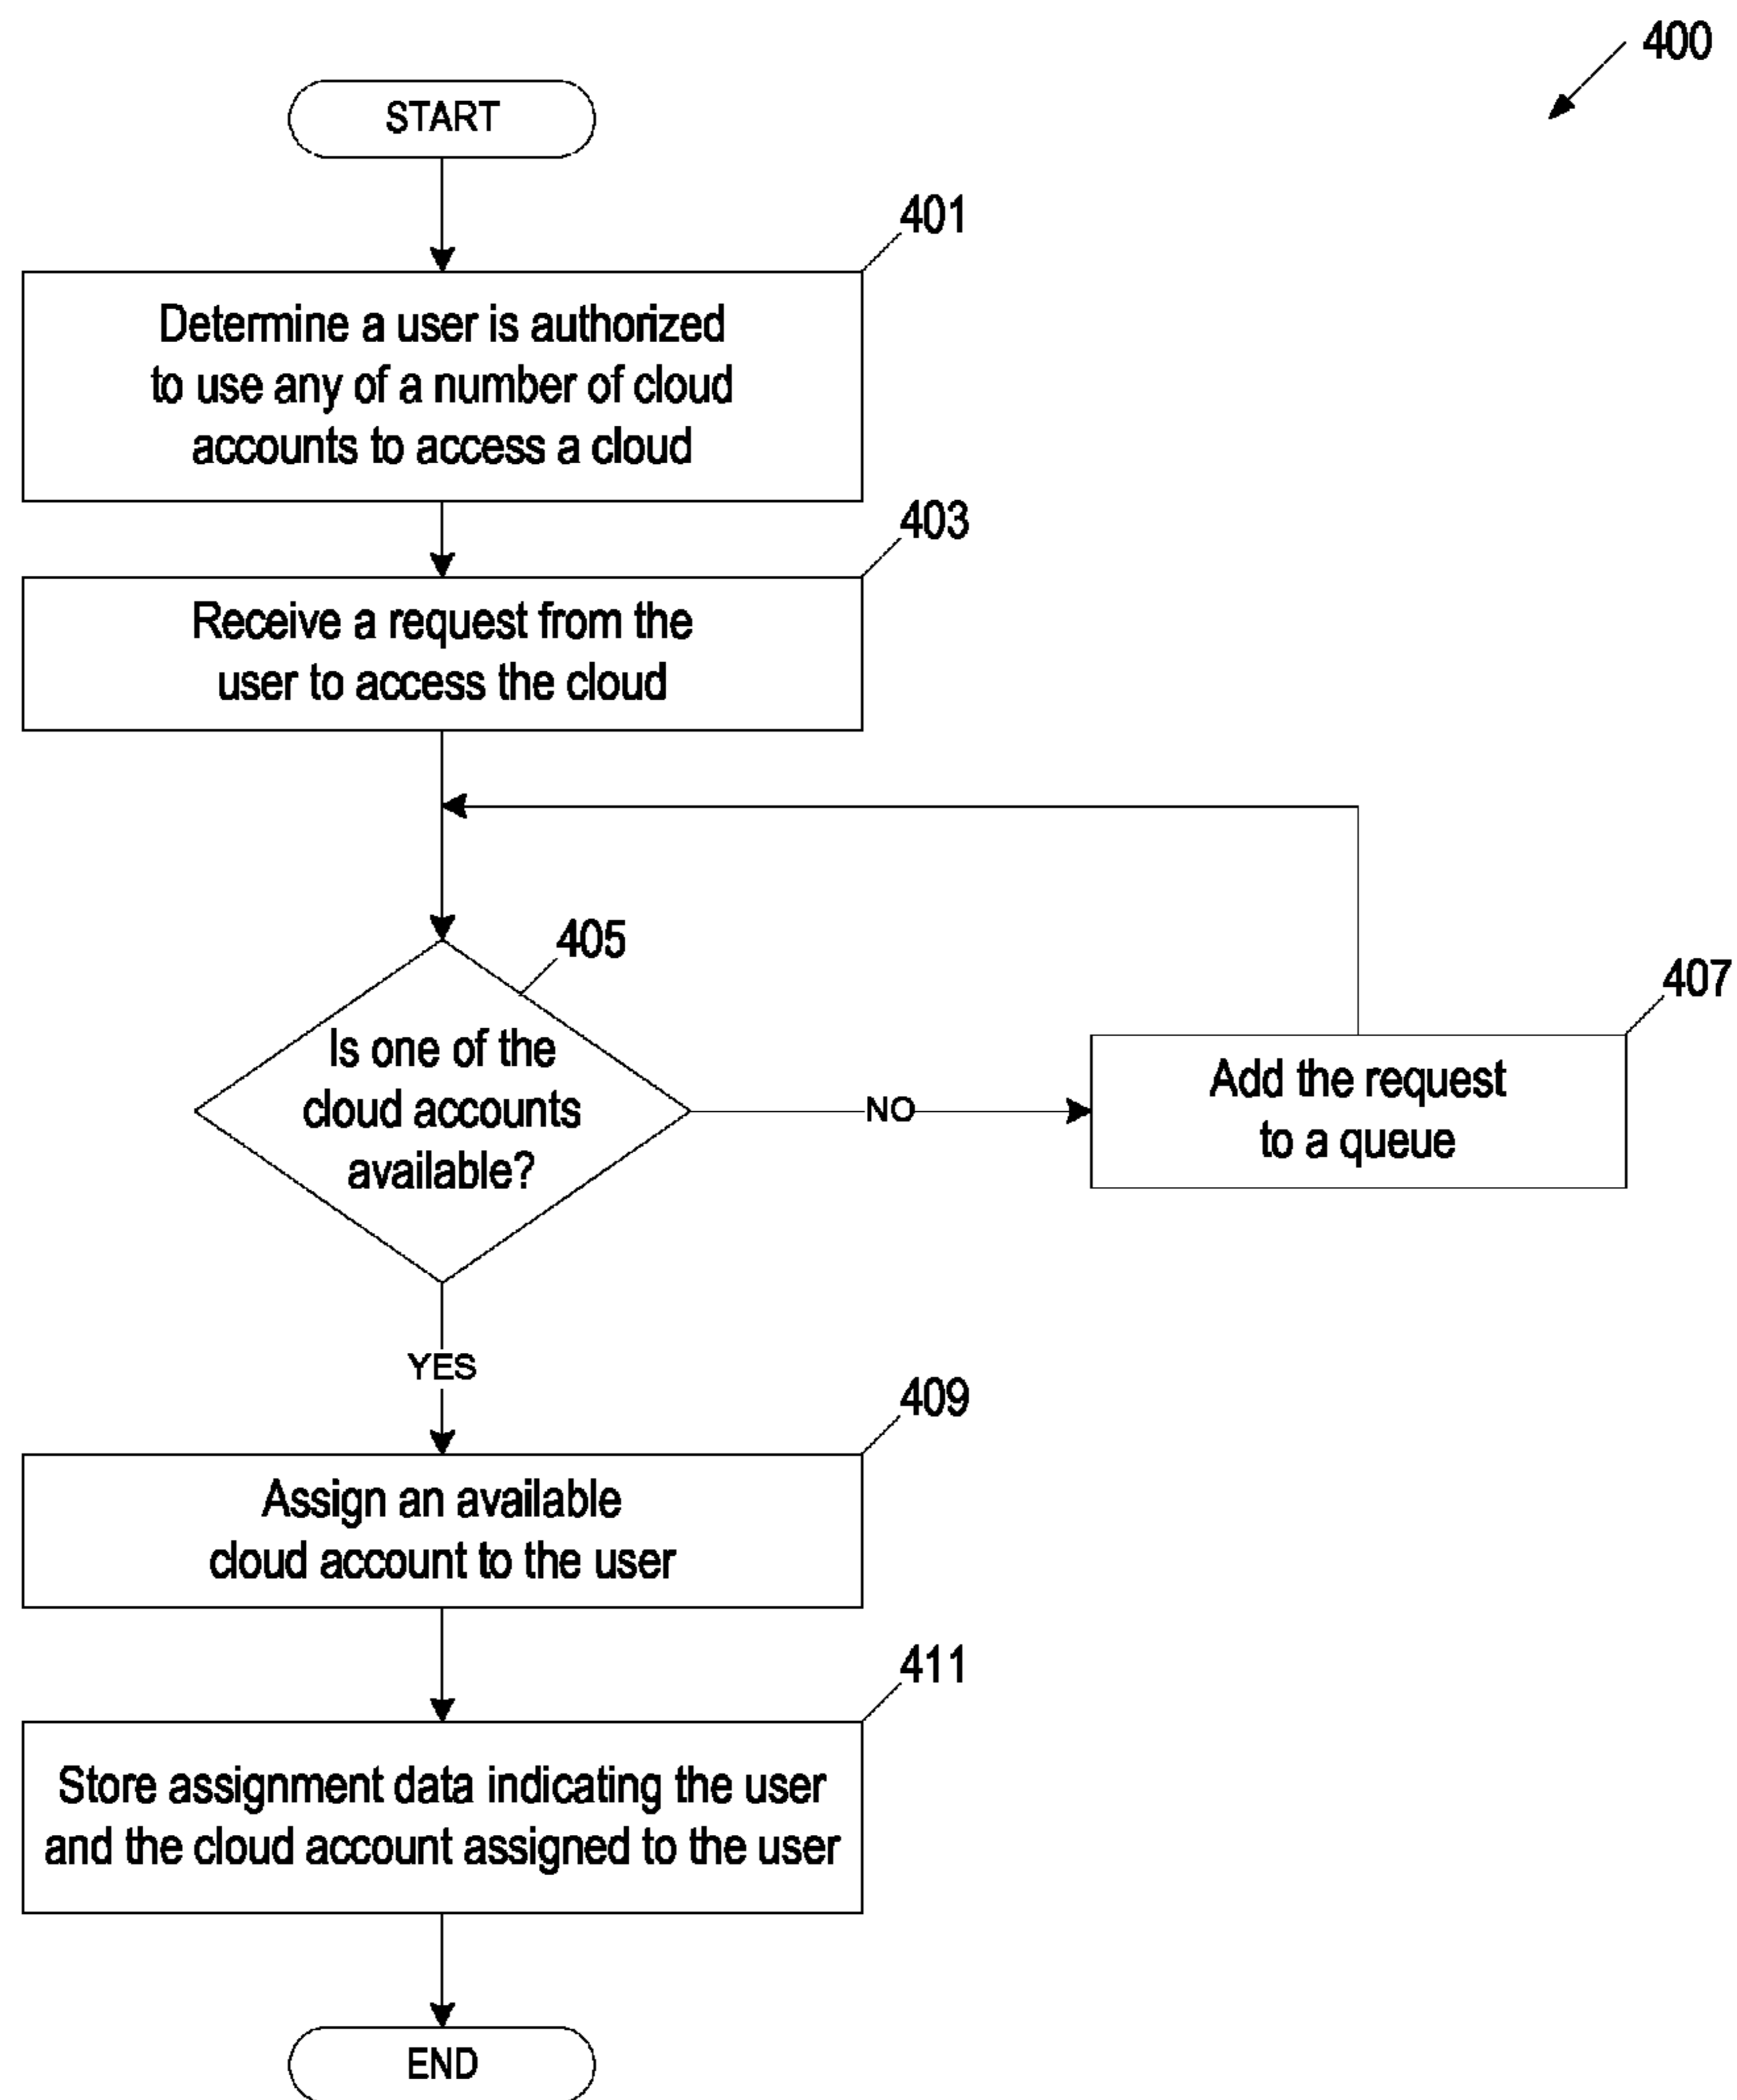 400
START
401
Determine a user is authorized
to use any of a number of cloud
accounts to access a cloud
403
Receive a request from the
user to access the cloud
405
Is one of the
cloud accounts
available?
NO
407
Add the request
to a queue
YES
409
Assign an available
cloud account to the user
411
Store assignment data indicating the user
and the cloud account assigned to the user
END